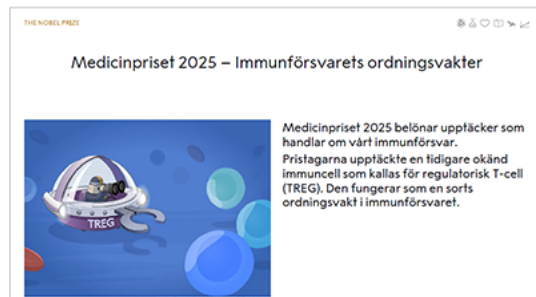 THE NOBEL PRIZE
Medicinpriset 2025 – Immunförsvarets ordningsvakter
Medicinpriset 2025 belönar upptäcker som
handlar om vårt immunförsvar.
Pristagarna upptäckte en tidigare okänd
immuncell som kallas för regulatorisk T-cell
(TREG). Den fungerar som en sorts
ordningsvakt i immunförsvaret.
TREG